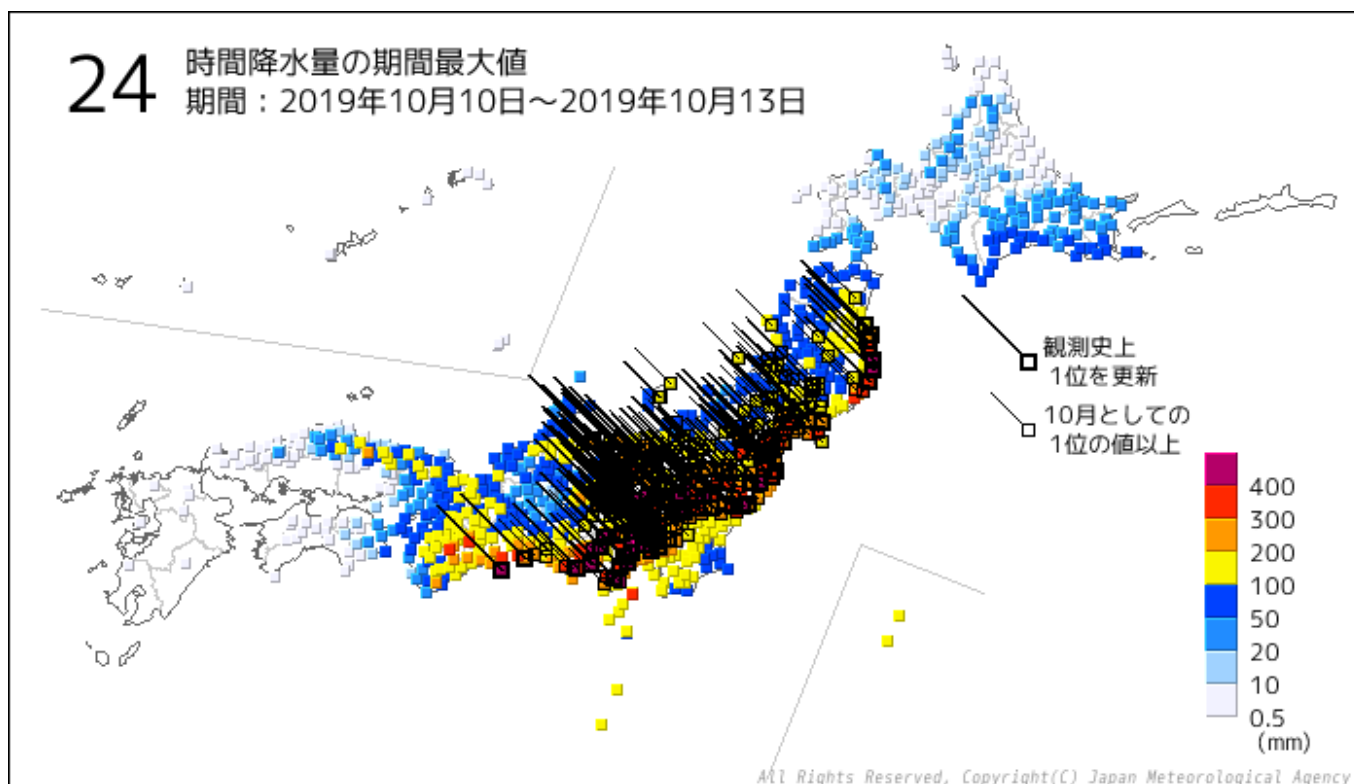 24 時間降水量の期間最大値
期間：2019年10月10日～2019年10月13日
観測史上
1位を更新
10月としての
1位の値以上
400
300
200
100
50
20
10
0.5
(mm)
All Rights Reserved, Copyright(C) Japan Meteorological Agency